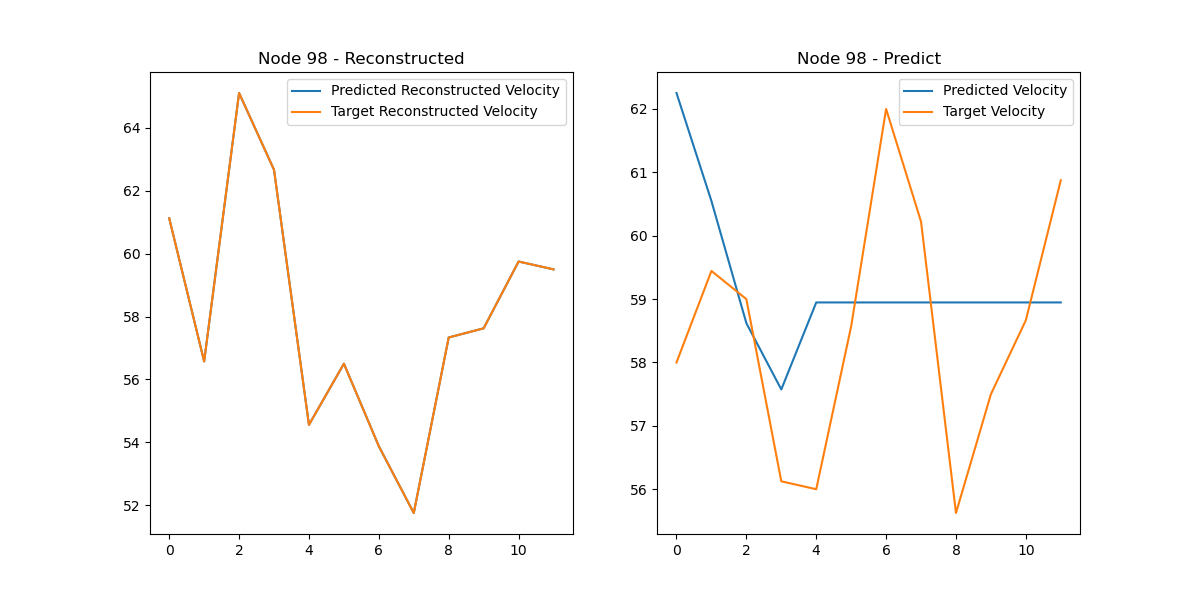 Node 98 - Reconstructed
Predicted Reconstructed Velocity
Target Reconstructed Velocity
64
62
60
58
56
54
52
0 2 4 6 8 10
Node 98 - Predict
Predicted Velocity
Target Velocity
62
61
60
59
58
57
56
0 2 4 6 8 10